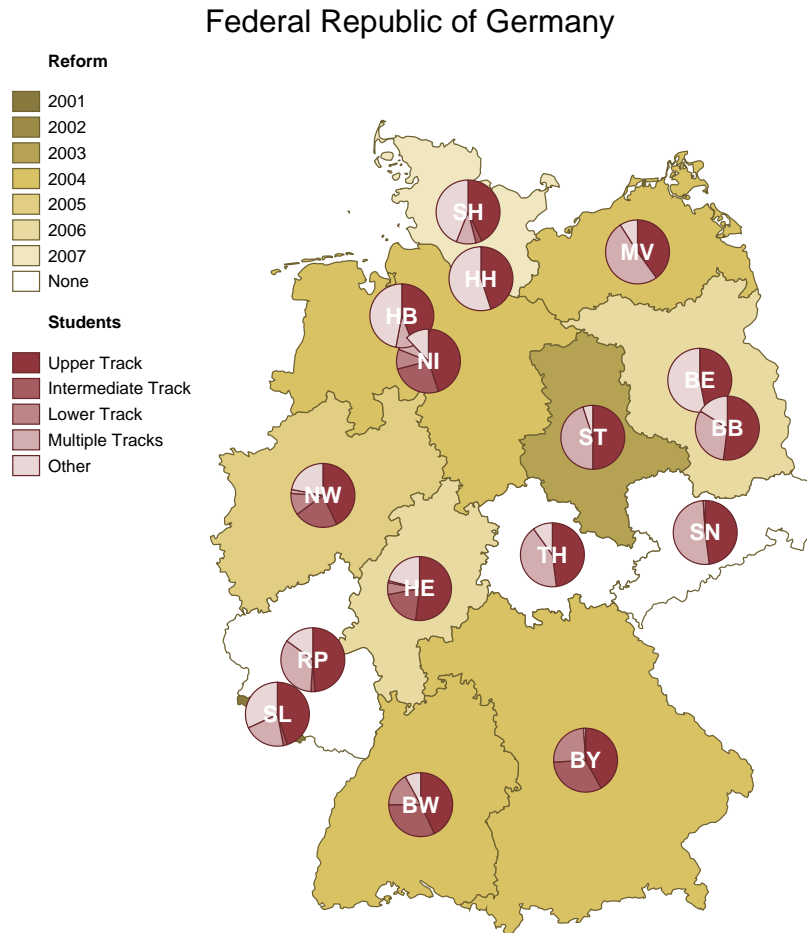 Federal Republic of Germany
Reform
2001
2002
2003
2004
2005
2006
2007
None
Students
Upper Track
Intermediate Track
Lower Track
Multiple Tracks
Other
SH
MV
HH
HB
NI
BE
BB
ST
NW
SN
TH
HE
RP
SL
BY
BW